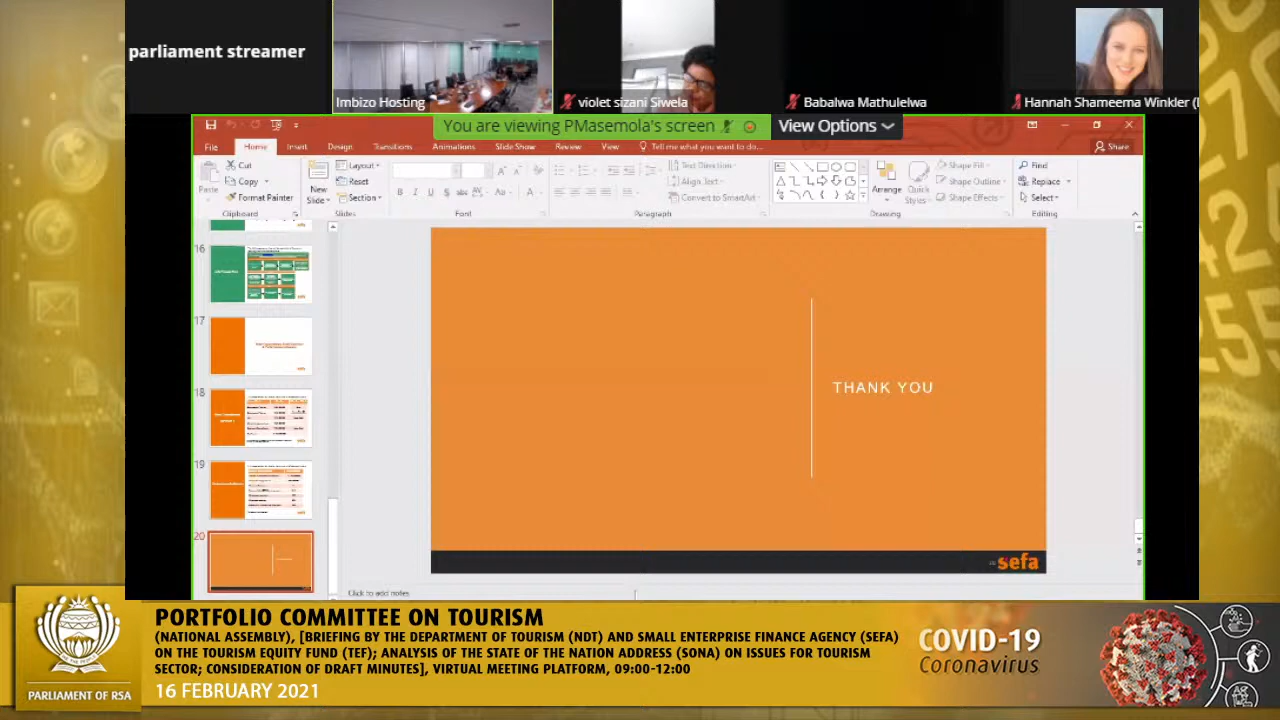 parliament streamer
Imbizo Hosting
violet sizani Siwela
Babalwa Mathulelwa
Hannah Shameema Winkler (
You are viewing PMasemola's screen
View Options
File
Home
Insert
Design
Transitions
Animations
Slide Show
Review
View
Tell me what you want to do...
Share
Paste
Cut
Copy
Format Painter
Clipboard
New
Slide
Layout
Reset
Section
Slides
Font
Text Direction
Align Text
Convert to SmartArt
Paragraph
Arrange
Quick
Styles
Shape Fill
Shape Outline
Shape Effects
Drawing
Find
Replace
Select
Editing
16
17
18
19
20
THANK YOU
sefa
Click to add notes
PARLIAMENT OF RSA
PORTFOLIO COMMITTEE ON TOURISM
(NATIONAL ASSEMBLY), [BRIEFING BY THE DEPARTMENT OF TOURISM (NDT) AND SMALL ENTERPRISE FINANCE AGENCY (SEFA)
ON THE TOURISM EQUITY FUND (TEF); ANALYSIS OF THE STATE OF THE NATION ADDRESS (SONA) ON ISSUES FOR TOURISM
SECTOR; CONSIDERATION OF DRAFT MINUTES], VIRTUAL MEETING PLATFORM, 09:00-12:00
16 FEBRUARY 2021
COVID-19
Coronavirus